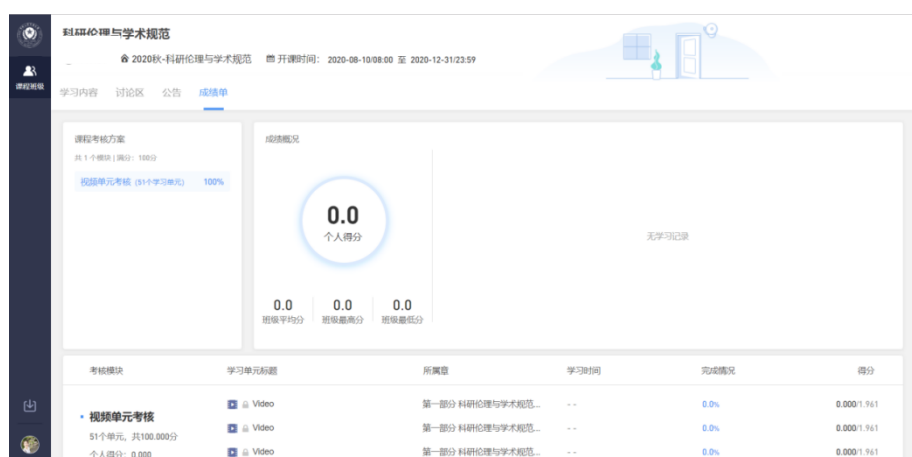 科研伦理与学术规范
2020秋-科研伦理与学术规范 开课时间: 2020-08-10/08:00 至 2020-12-31/23:59
课程班级
学习内容 讨论区 公告 成绩单
课程考核方案
共 1 个模块 | 满分: 100分
视频单元考核 (51个学习单元) 100%
成绩概况
0.0
个人得分
0.0 0.0 0.0
班级平均分 班级最高分 班级最低分
无学习记录
考核模块 学习单元标题 所属章 学习时间 完成情况 得分
视频单元考核
51个单元, 共100.000分
个人得分: 0.000
Video 第一部分 科研伦理与学术规范... -- 0.0% 0.000/1.961
Video 第一部分 科研伦理与学术规范... -- 0.0% 0.000/1.961
Video 第一部分 科研伦理与学术规范... -- 0.0% 0.000/1.961